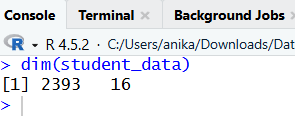 Console Terminal × Background Jobs ×
R 4.5.2 · C:/Users/anika/Downloads/Dat
> dim(student_data)
[1] 2393 16
>